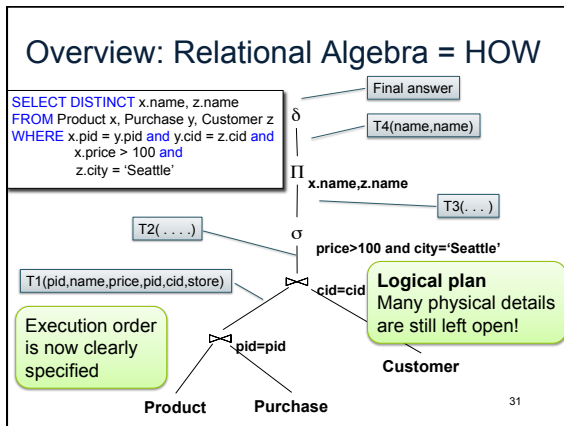 Overview: Relational Algebra = HOW
SELECT DISTINCT x.name, z.name
FROM Product x, Purchase y, Customer z
WHERE x.pid = y.pid and y.cid = z.cid and
x.price > 100 and
z.city = ‘Seattle’
Final answer
δ
T4(name,name)
Π
x.name,z.name
T3(. . . )
σ
T2( . . . .)
price>100 and city=‘Seattle’
T1(pid,name,price,pid,cid,store)
cid=cid
Logical plan
Many physical details
are still left open!
Execution order
is now clearly
specified
pid=pid
Customer
Product
Purchase
31